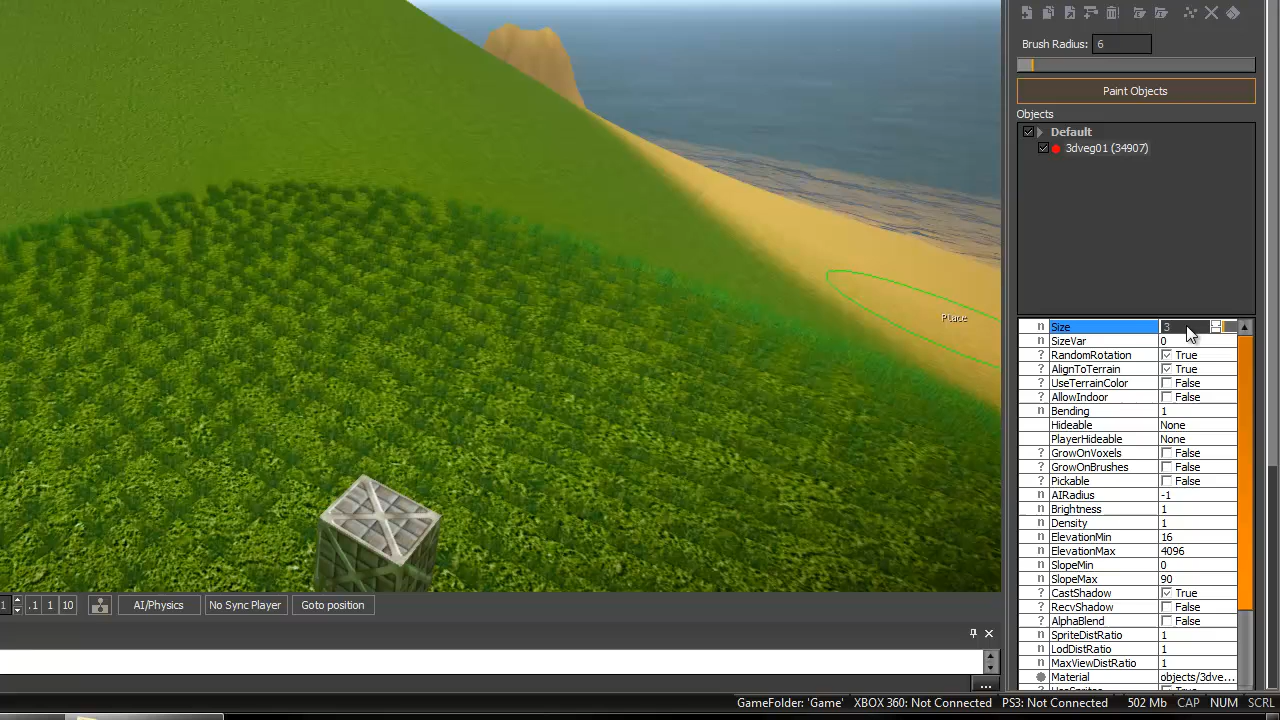 Brush Radius: 6
Paint Objects
Objects
Default
3dveg01 (34907)
Place
Size 3
SizeVar 0
RandomRotation True
AlignToTerrain True
UseTerrainColor False
AllowIndoor False
Bending 1
Hideable None
PlayerHideable None
GrowOnVoxels False
GrowOnBrushes False
Pickable False
AIRadius -1
Brightness 1
Density 1
ElevationMin 16
ElevationMax 4096
SlopeMin 0
SlopeMax 90
CastShadow True
RecvShadow False
AlphaBlend False
SpriteDistRatio 1
LodDistRatio 1
MaxViewDistRatio 1
Material objects/3dve...
UseSprites True
1 .1 1 10 AI/Physics No Sync Player Goto position
...
GameFolder: 'Game' XBOX 360: Not Connected PS3: Not Connected 502 Mb CAP NUM SCRL